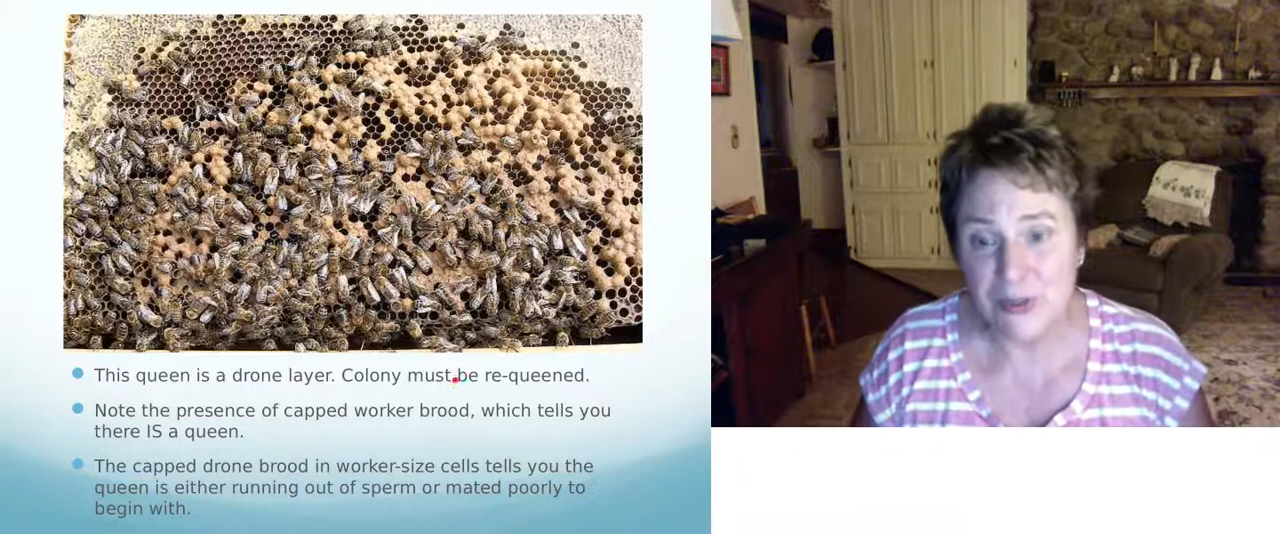 This queen is a drone layer. Colony must be re-queened.
Note the presence of capped worker brood, which tells you
there IS a queen.
The capped drone brood in worker-size cells tells you the
queen is either running out of sperm or mated poorly to
begin with.